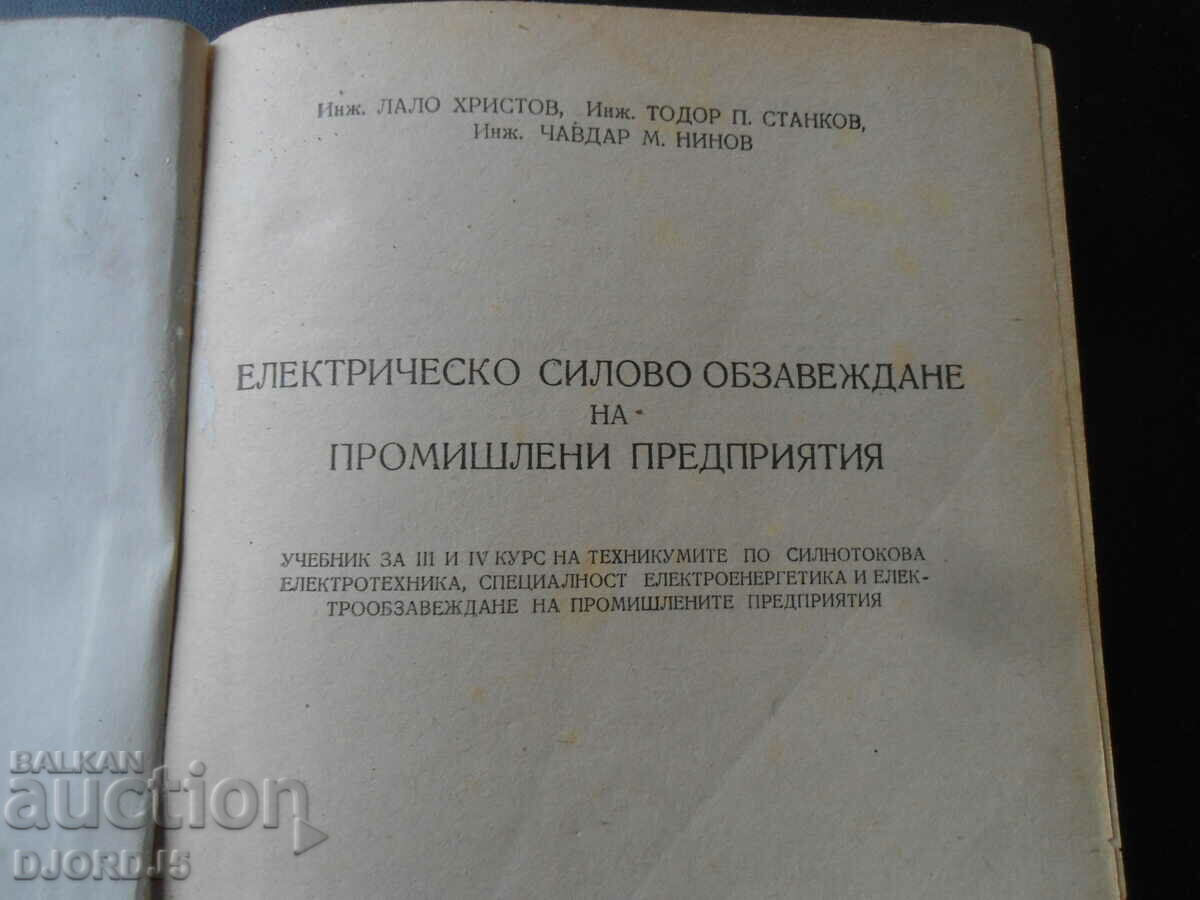 Инж. ЛАЛО ХРИСТОВ, Инж. ТОДОР П. СТАНКОВ,
Инж. ЧАВДАР М. НИНОВ
ЕЛЕКТРИЧЕСКО СИЛОВО ОБЗАВЕЖДАНЕ
НА
ПРОМИШЛЕНИ ПРЕДПРИЯТИЯ
УЧЕБНИК ЗА III И IV КУРС НА ТЕХНИКУМИТЕ ПО СИЛНОТОКОВА
ЕЛЕКТРОТЕХНИКА, СПЕЦИАЛНОСТ ЕЛЕКТРОЕНЕРГЕТИКА И ЕЛЕК-
ТРООБЗАВЕЖДАНЕ НА ПРОМИШЛЕНИТЕ ПРЕДПРИЯТИЯ
BALKAN
auction
DJORDJ5